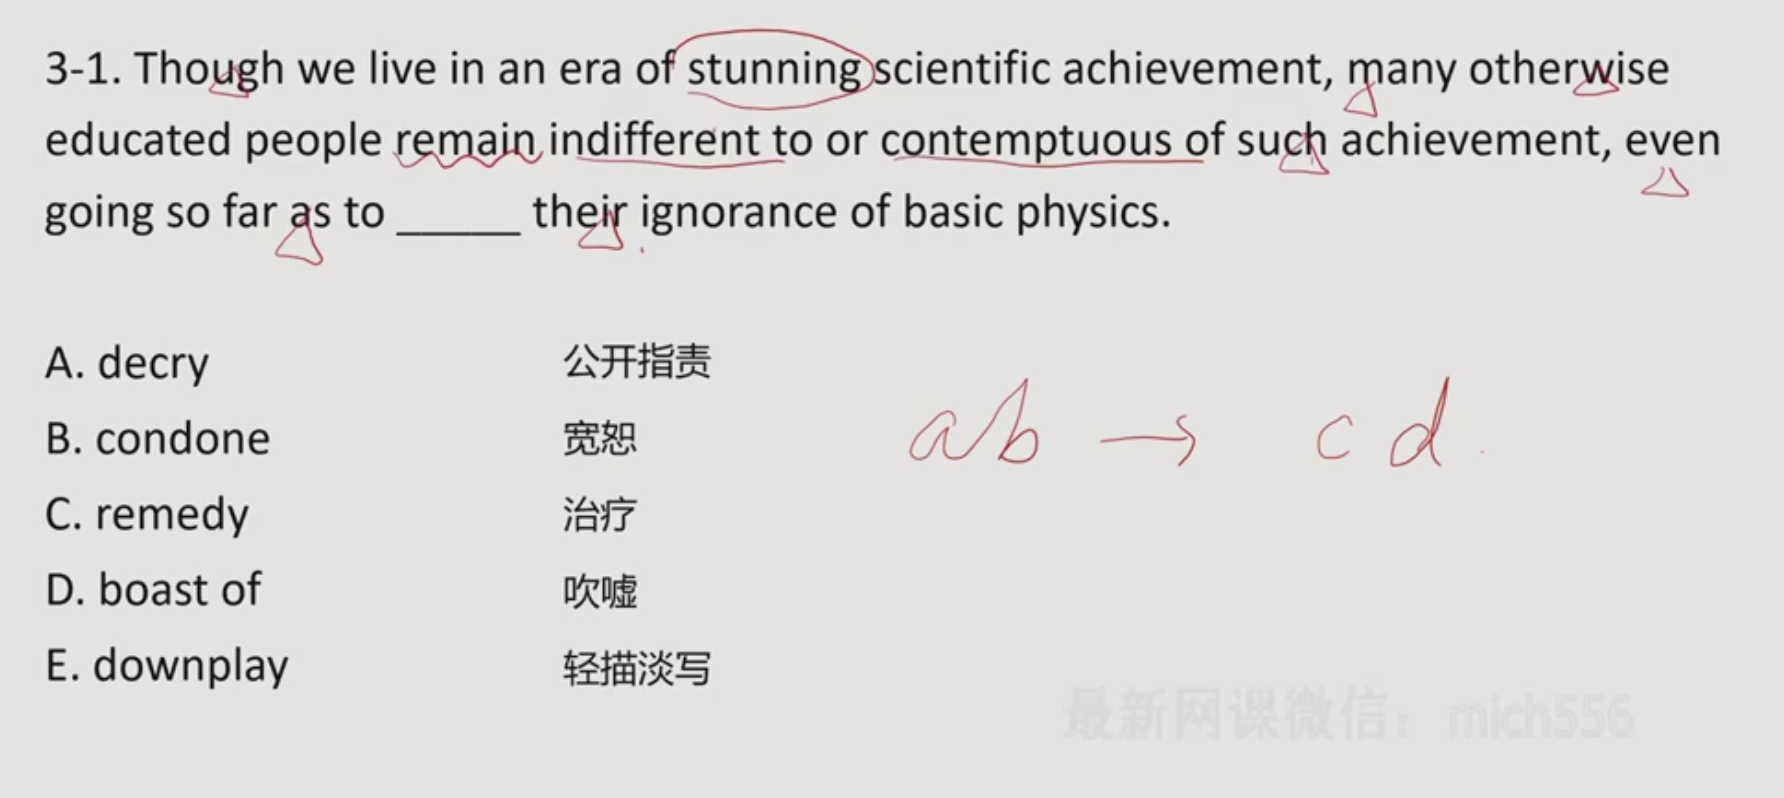 3-1. Though we live in an era of stunning scientific achievement, many otherwise
educated people remain indifferent to or contemptuous of such achievement, even
going so far as to _____ their ignorance of basic physics.
A. decry 公开指责
B. condone 宽恕
ab → cd
C. remedy 治疗
D. boast of 吹嘘
E. downplay 轻描淡写
最新网课微信：mich556